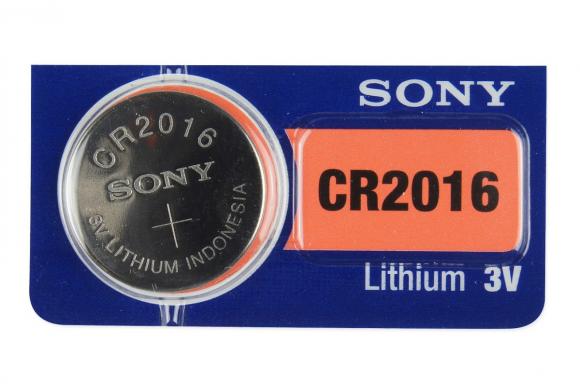 SONY
CR2016
Lithium 3V
CR2016
SONY
+
3V LITHIUM INDONESIA